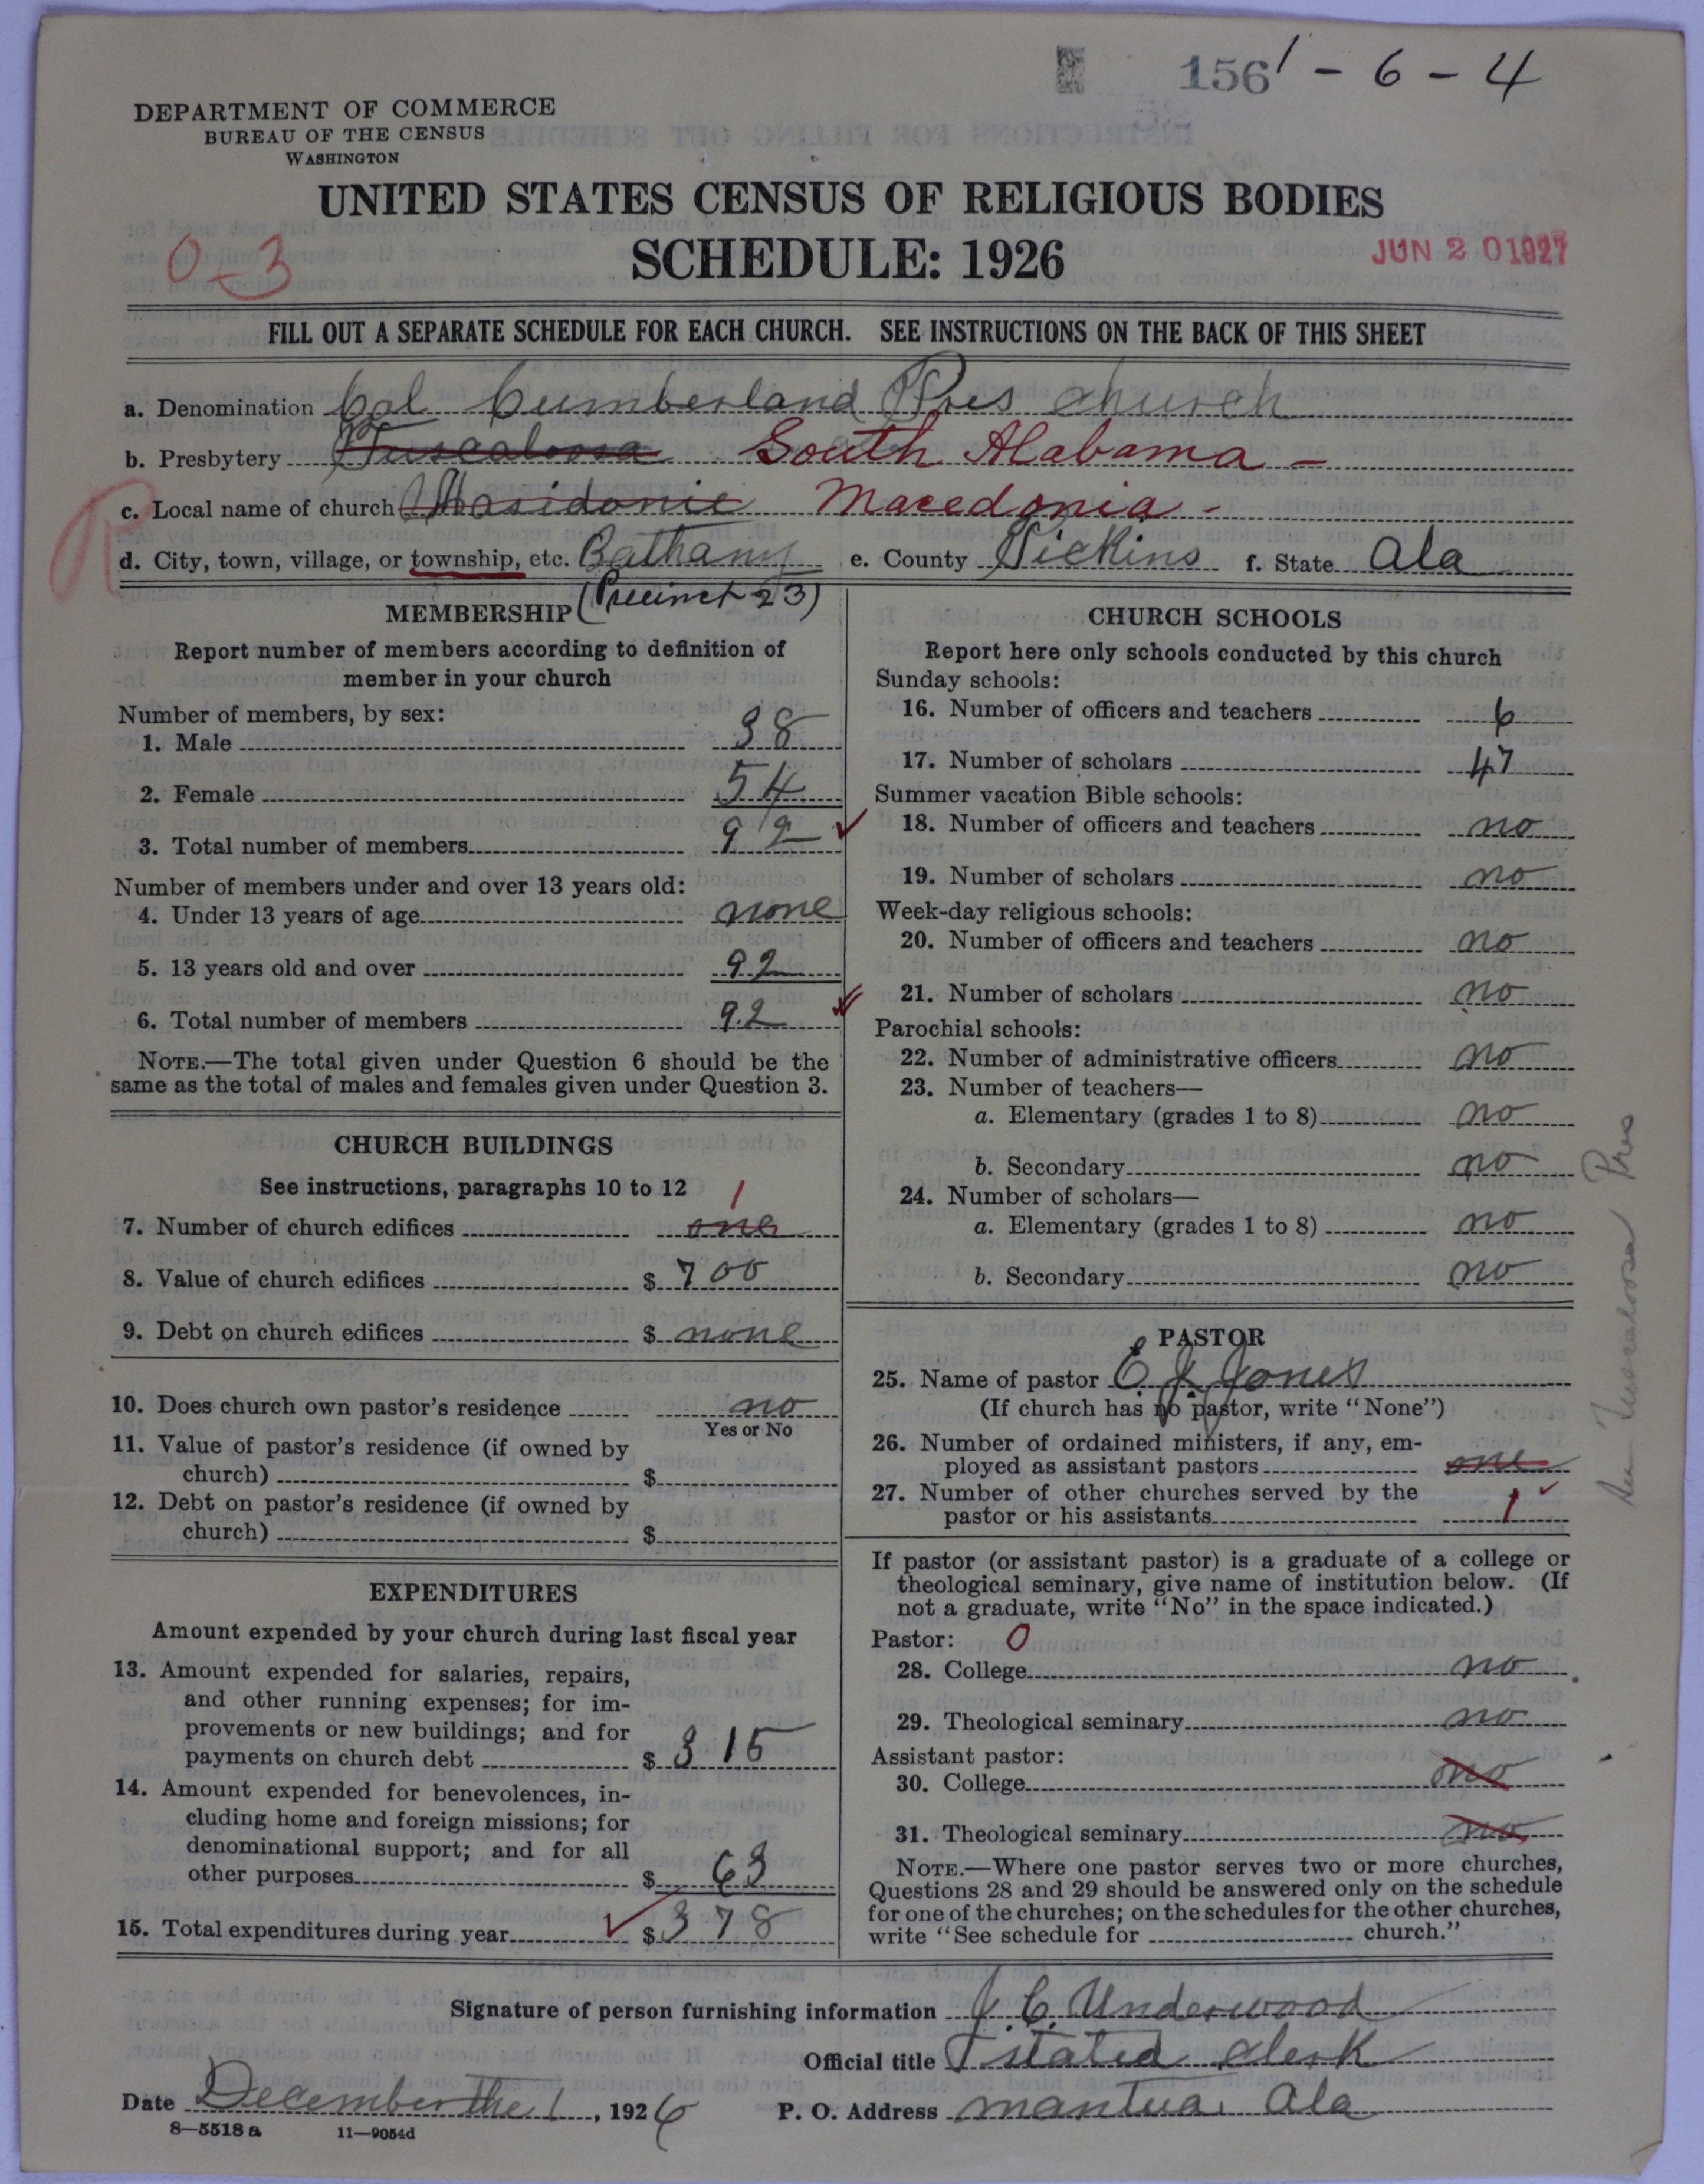 156 1 - 6 - 4
DEPARTMENT OF COMMERCE
BUREAU OF THE CENSUS
WASHINGTON
UNITED STATES CENSUS OF RELIGIOUS BODIES
SCHEDULE: 1926
0-3
JUN 20 1927
FILL OUT A SEPARATE SCHEDULE FOR EACH CHURCH. SEE INSTRUCTIONS ON THE BACK OF THIS SHEET
a. Denomination Col Cumberland Pres church
b. Presbytery Tuscaloosa South Alabama -
c. Local name of church Masidonie Macedonia -
R
d. City, town, village, or township, etc. Bathany e. County Pickins f. State Ala
(Precinct 23)
MEMBERSHIP
Report number of members according to definition of
member in your church
Number of members, by sex:
1. Male 38
2. Female 54
3. Total number of members 92
Number of members under and over 13 years old:
4. Under 13 years of age none
5. 13 years old and over 92
6. Total number of members 92
NOTE.—The total given under Question 6 should be the
same as the total of males and females given under Question 3.
CHURCH BUILDINGS
See instructions, paragraphs 10 to 12
7. Number of church edifices one 1
8. Value of church edifices $ 700
9. Debt on church edifices $ none
10. Does church own pastor's residence no
Yes or No
11. Value of pastor's residence (if owned by
church) $
12. Debt on pastor's residence (if owned by
church) $
EXPENDITURES
Amount expended by your church during last fiscal year
13. Amount expended for salaries, repairs,
and other running expenses; for im-
provements or new buildings; and for
payments on church debt $ 315
14. Amount expended for benevolences, in-
cluding home and foreign missions; for
denominational support; and for all
other purposes $ 63
15. Total expenditures during year $ 378
CHURCH SCHOOLS
Report here only schools conducted by this church
Sunday schools:
16. Number of officers and teachers 6
17. Number of scholars 47
Summer vacation Bible schools:
18. Number of officers and teachers no
19. Number of scholars no
Week-day religious schools:
20. Number of officers and teachers no
21. Number of scholars no
Parochial schools:
22. Number of administrative officers no
23. Number of teachers—
a. Elementary (grades 1 to 8) no
b. Secondary no
24. Number of scholars—
a. Elementary (grades 1 to 8) no
b. Secondary no
PASTOR
25. Name of pastor E. J. Jones
(If church has no pastor, write "None")
26. Number of ordained ministers, if any, em-
ployed as assistant pastors one
27. Number of other churches served by the
pastor or his assistants 1
If pastor (or assistant pastor) is a graduate of a college or
theological seminary, give name of institution below. (If
not a graduate, write "No" in the space indicated.)
Pastor: 0
28. College no
29. Theological seminary no
Assistant pastor:
30. College no
31. Theological seminary no
NOTE.—Where one pastor serves two or more churches,
Questions 28 and 29 should be answered only on the schedule
for one of the churches; on the schedules for the other churches,
write "See schedule for church."
Tuscaloosa Pres
Signature of person furnishing information J. C. Underwood
Official title Stated clerk
Date December the 1, 1926 P. O. Address mantua. Ala
8—5518 a 11—9054d